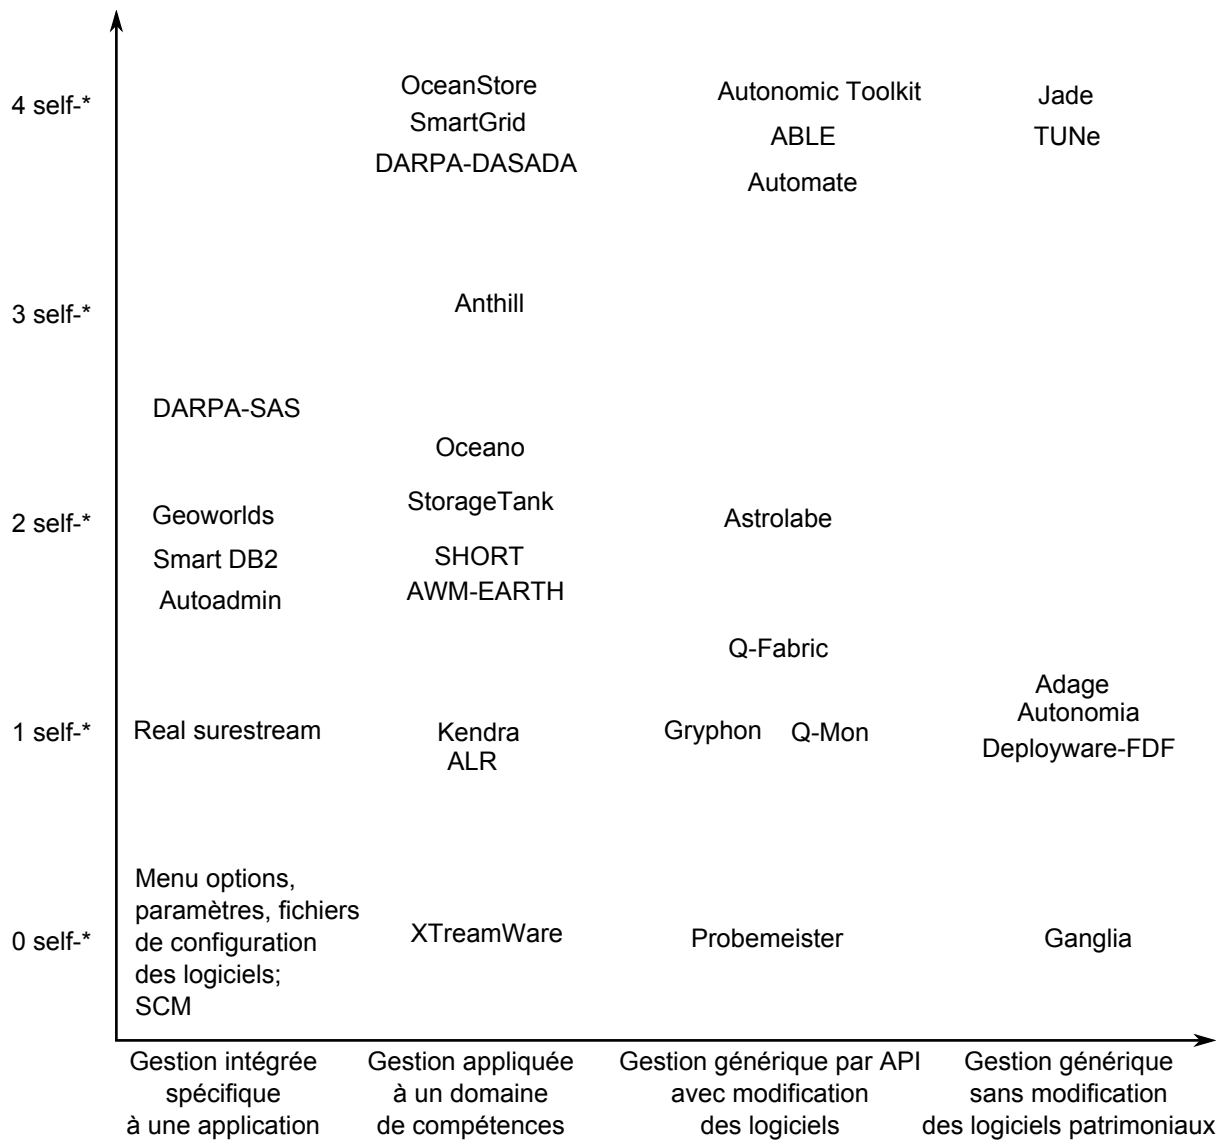 4 self-*
OceanStore
SmartGrid
DARPA-DASADA
Autonomic Toolkit
ABLE
Automate
Jade
TUNe
3 self-*
Anthill
DARPA-SAS
Oceano
2 self-*
Geoworlds
Smart DB2
Autoadmin
StorageTank
SHORT
AWM-EARTH
Astrolabe
Q-Fabric
1 self-*
Real surestream
Kendra
ALR
Gryphon
Q-Mon
Adage
Autonomia
Deployware-FDF
0 self-*
Menu options,
paramètres, fichiers
de configuration
des logiciels;
SCM
XTreamWare
Probemeister
Ganglia
Gestion intégrée
spécifique
à une application
Gestion appliquée
à un domaine
de compétences
Gestion générique par API
avec modification
des logiciels
Gestion générique
sans modification
des logiciels patrimoniaux